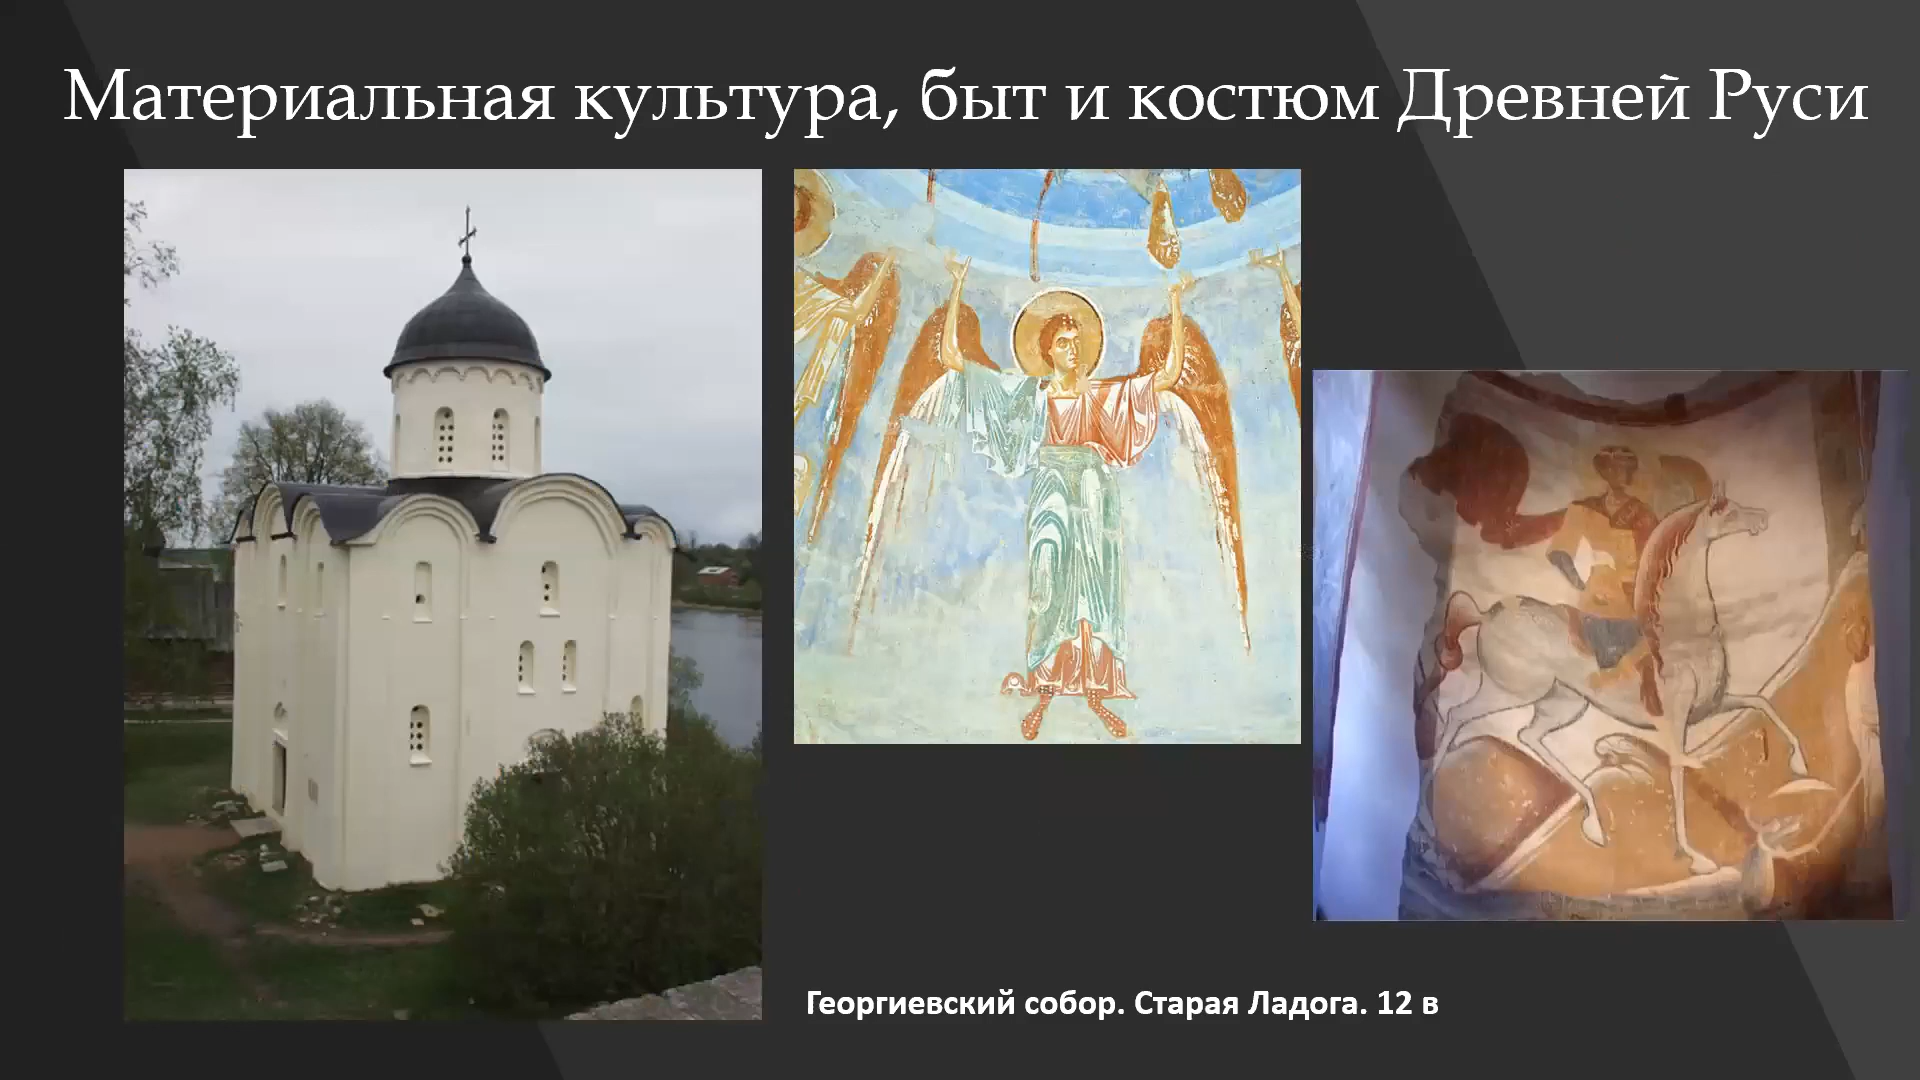 Материальная культура, быт и костюм Древней Руси
Георгиевский собор. Старая Ладога. 12 в